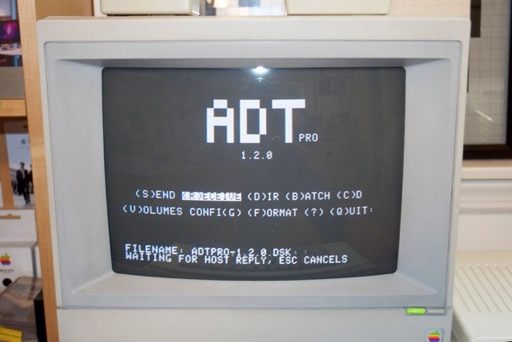 ADT PRO
1.2.0
(S)END (R)ECEIVE (D)IR (B)ATCH (C)D
(V)OLUMES CONFI(G) (F)ORMAT (?) (Q)UIT:
FILENAME: ADTPRO-1.2.0.DSK
WAITING FOR HOST REPLY, ESC CANCELS